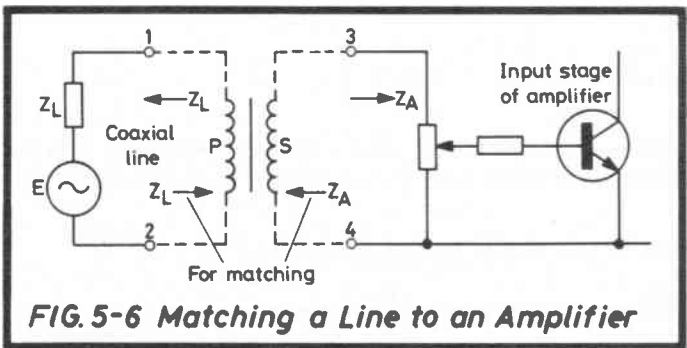 1
3
Z_L
Z_L
Z_A
Input stage
of amplifier
Coaxial
line
P
S
E
Z_L
Z_A
2
4
For matching
FIG. 5-6 Matching a Line to an Amplifier